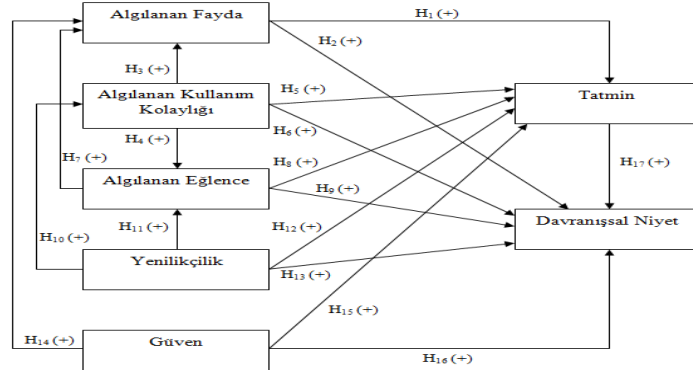 Algılanan Fayda
H1 (+)
H2 (+)
H3 (+)
Algılanan Kullanım
Kolaylığı
H5 (+)
Tatmin
H4 (+)
H6 (+)
H7 (+)
H8 (+)
H17 (+)
Algılanan Eğlence
H9 (+)
Davranışsal Niyet
H10 (+)
H11 (+)
H12 (+)
Yenilikçilik
H13 (+)
H15 (+)
H14 (+)
Güven
H16 (+)